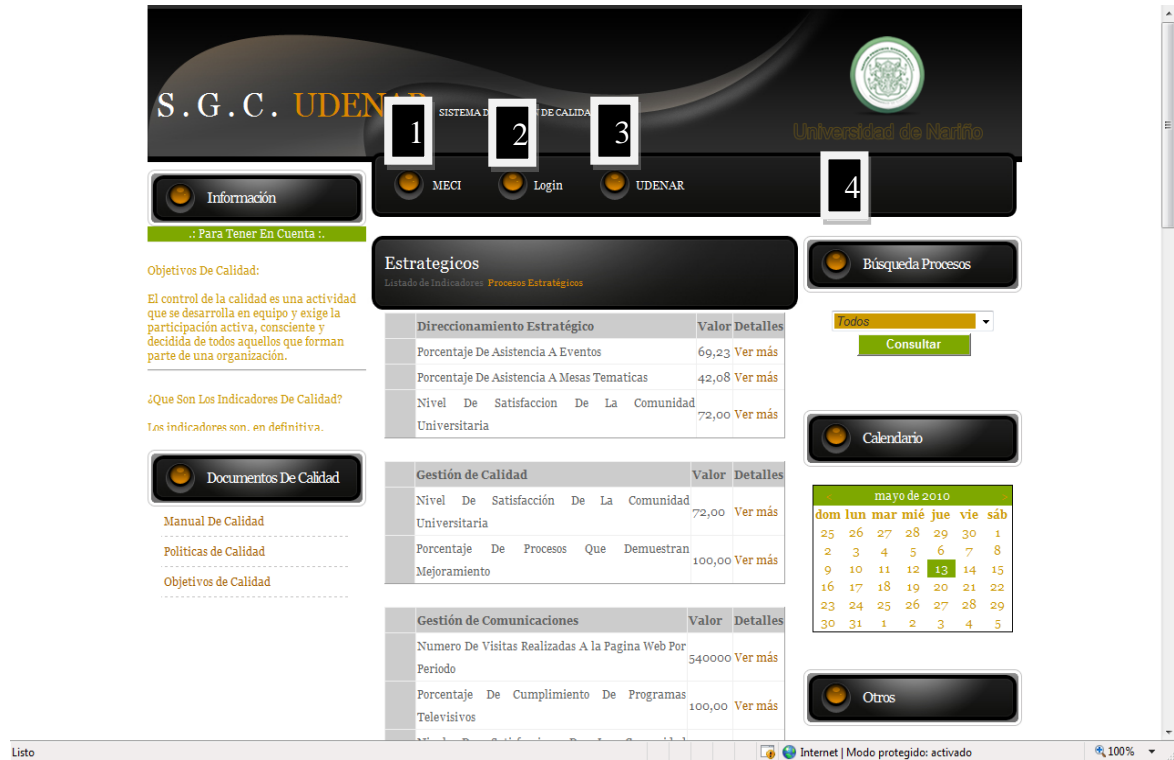 S.G.C. UDENAR
SISTEMA D N DE CALIDA
Universidad de Nariño
1
2
3
4
MECI
Login
UDENAR
Información
.: Para Tener En Cuenta :.
Objetivos De Calidad:
El control de la calidad es una actividad
que se desarrolla en equipo y exige la
participación activa, consciente y
decidida de todos aquellos que forman
parte de una organización.
¿Que Son Los Indicadores De Calidad?
Los indicadores son, en definitiva,
Documentos De Calidad
Manual De Calidad
Politicas de Calidad
Objetivos de Calidad
Estrategicos
Listado de Indicadores Procesos Estratégicos
Direccionamiento Estratégico Valor Detalles
Porcentaje De Asistencia A Eventos 69,23 Ver más
Porcentaje De Asistencia A Mesas Tematicas 42,08 Ver más
Nivel De Satisfaccion De La Comunidad
Universitaria 72,00 Ver más
Gestión de Calidad Valor Detalles
Nivel De Satisfacción De La Comunidad
Universitaria 72,00 Ver más
Porcentaje De Procesos Que Demuestran
Mejoramiento 100,00 Ver más
Gestión de Comunicaciones Valor Detalles
Numero De Visitas Realizadas A la Pagina Web Por
Periodo 540000 Ver más
Porcentaje De Cumplimiento De Programas
Televisivos 100,00 Ver más
Búsqueda Procesos
Todos
Consultar
Calendario
< mayo de 2010 >
dom lun mar mié jue vie sáb
25 26 27 28 29 30 1
2 3 4 5 6 7 8
9 10 11 12 13 14 15
16 17 18 19 20 21 22
23 24 25 26 27 28 29
30 31 1 2 3 4 5
Otros
Listo
Internet | Modo protegido: activado
100%